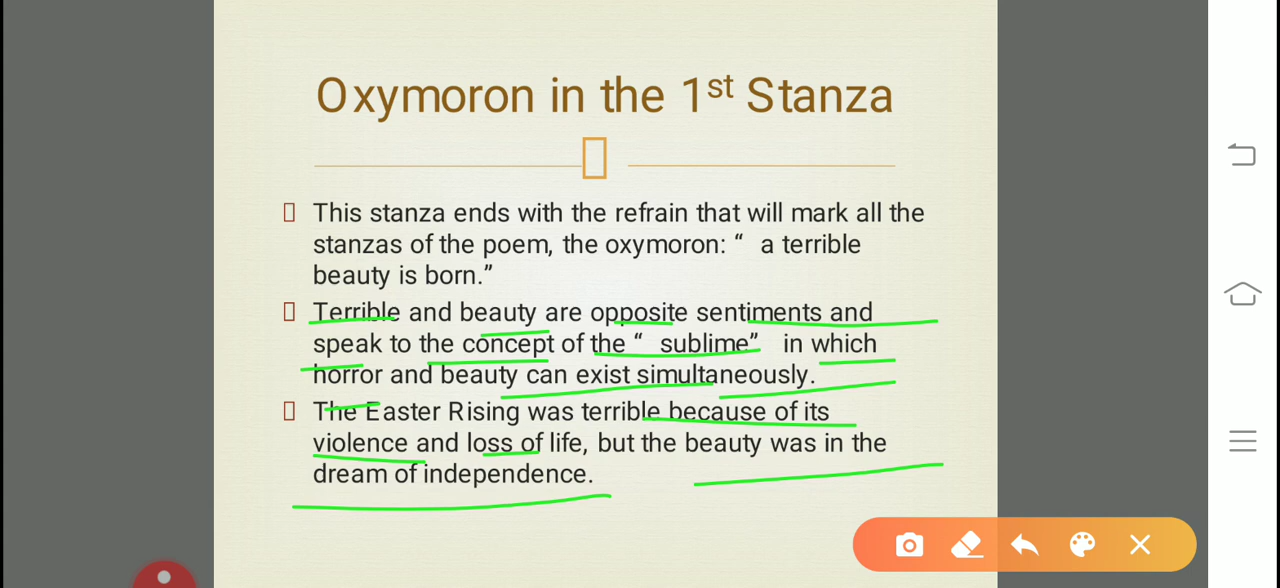 Oxymoron in the 1st Stanza
This stanza ends with the refrain that will mark all the
stanzas of the poem, the oxymoron: “ a terrible
beauty is born.”
Terrible and beauty are opposite sentiments and
speak to the concept of the “ sublime” in which
horror and beauty can exist simultaneously.
The Easter Rising was terrible because of its
violence and loss of life, but the beauty was in the
dream of independence.